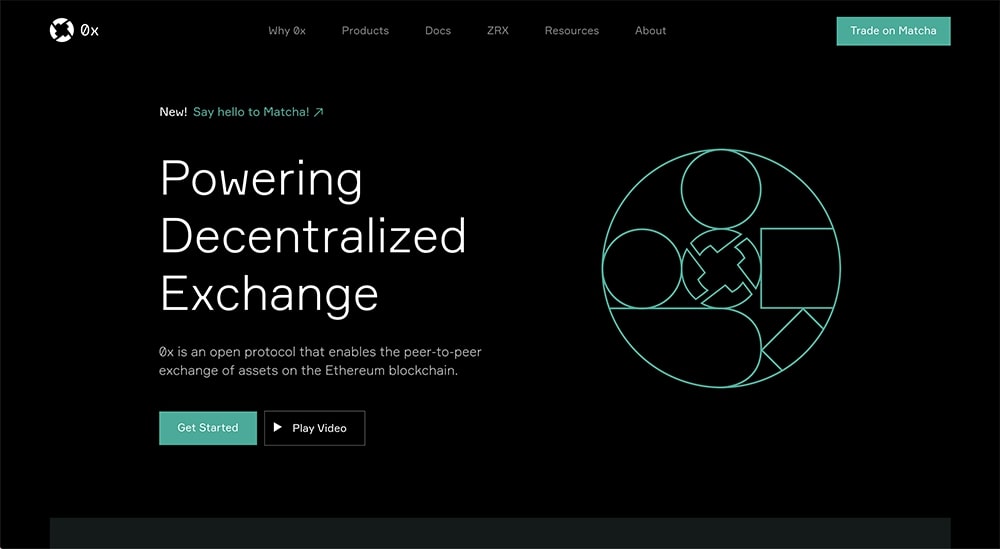 0x
Why 0x
Products
Docs
ZRX
Resources
About
Trade on Matcha
New! Say hello to Matcha! ↗
Powering
Decentralized
Exchange
0x is an open protocol that enables the peer-to-peer
exchange of assets on the Ethereum blockchain.
Get Started
Play Video